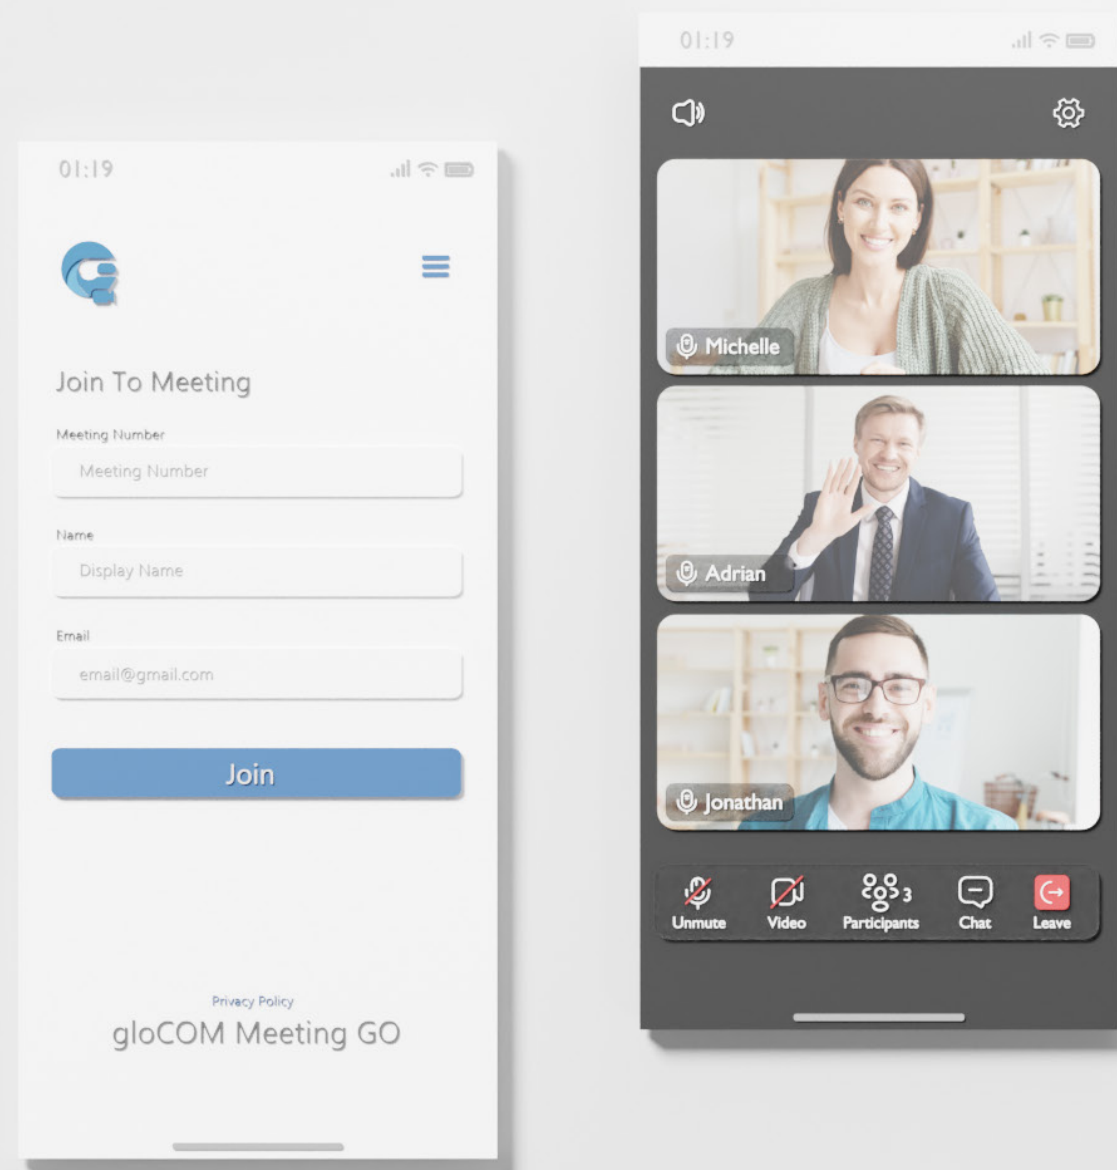 01:19
Join To Meeting
Meeting Number
Meeting Number
Name
Display Name
Email
email@gmail.com
Join
Privacy Policy
gloCOM Meeting GO
01:19
Michelle
Adrian
Jonathan
3
Unmute Video Participants Chat Leave